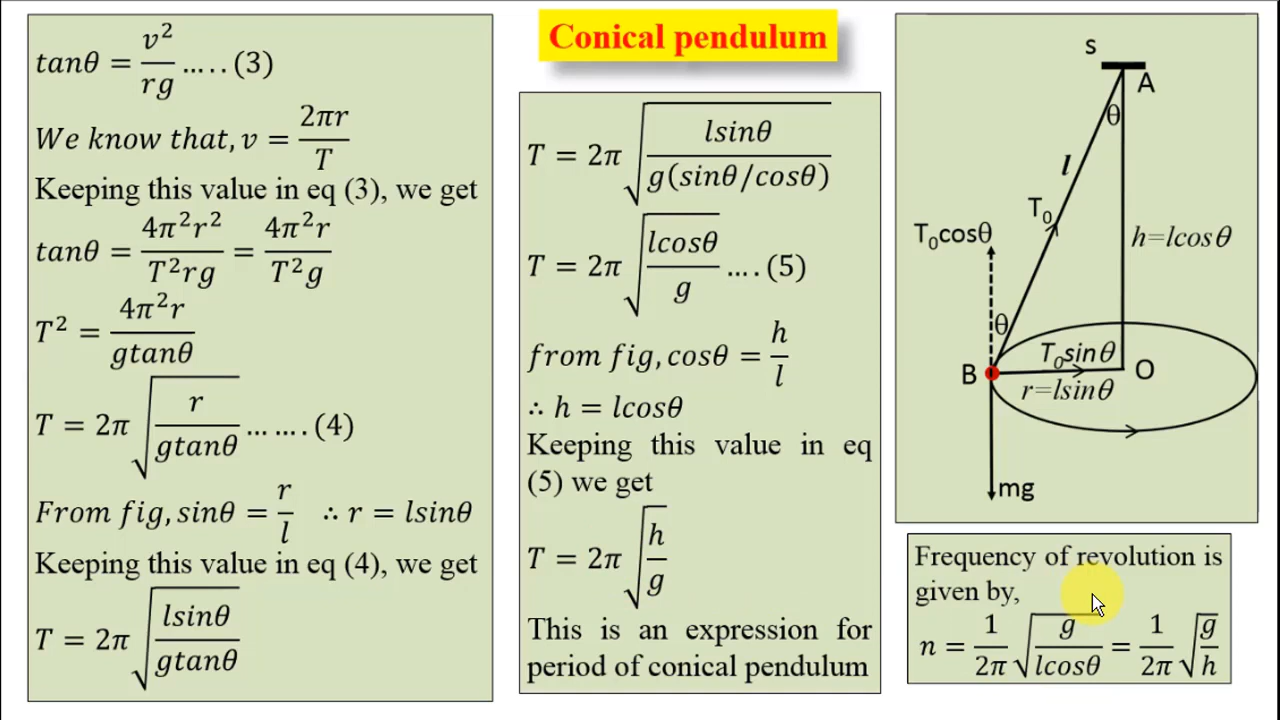 Conical pendulum
tanθ = v²/rg ….. (3)
We know that, v = 2πr/T
Keeping this value in eq (3), we get
tanθ = 4π²r²/T²rg = 4π²r/T²g
T² = 4π²r/gtanθ
T = 2π √(r/gtanθ) ……. (4)
From fig, sinθ = r/l ∴ r = lsinθ
Keeping this value in eq (4), we get
T = 2π √(lsinθ/gtanθ)
T = 2π √(lsinθ/g(sinθ/cosθ))
T = 2π √(lcosθ/g) …. (5)
from fig, cosθ = h/l
∴ h = lcosθ
Keeping this value in eq
(5) we get
T = 2π √(h/g)
This is an expression for
period of conical pendulum
s
A
θ
l
T₀
T₀cosθ
h=lcosθ
θ
T₀sinθ
B
O
r=lsinθ
mg
Frequency of revolution is
given by,
n = 1/2π √(g/lcosθ) = 1/2π √(g/h)